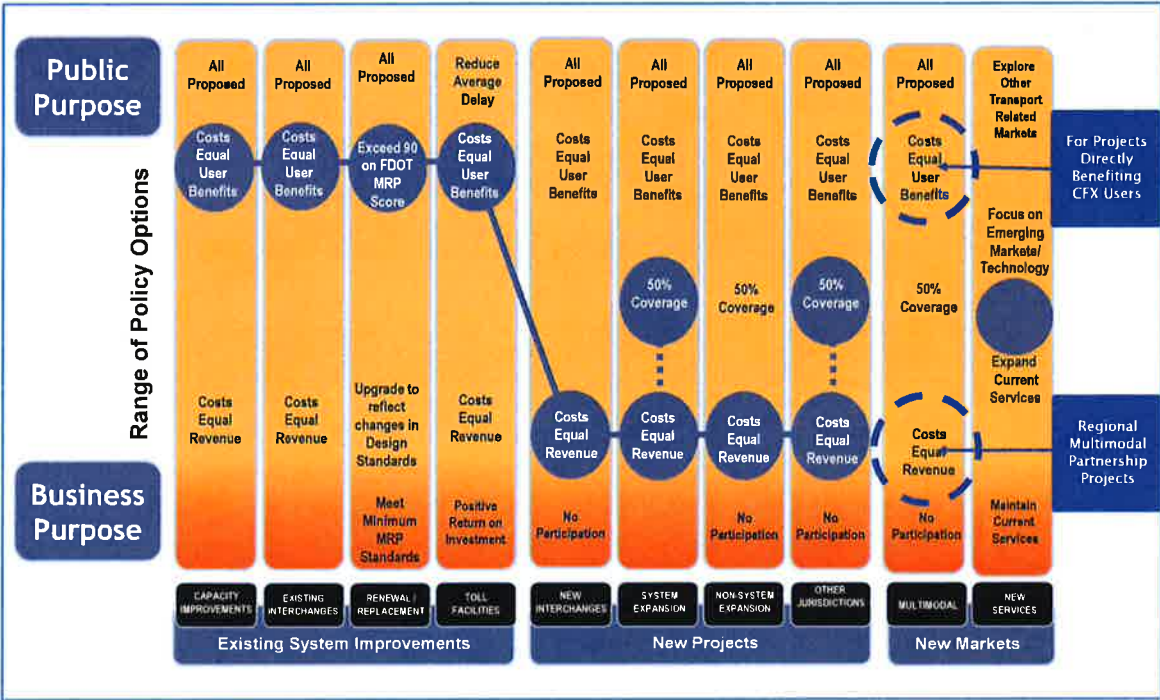 Public
Purpose
Range of Policy Options
Business
Purpose
All
Proposed
Costs
Equal
User
Benefits
Costs
Equal
Revenue
CAPACITY
IMPROVEMENTS
All
Proposed
Costs
Equal
User
Benefits
Costs
Equal
Revenue
EXISTING
INTERCHANGES
All
Proposed
Exceed 90
on FDOT
MRP
Score
Upgrade to
reflect
changes in
Design
Standards
Meet
Minimum
MRP
Standards
RENEWAL /
REPLACEMENT
Reduce
Average
Delay
Costs
Equal
User
Benefits
Costs
Equal
Revenue
Positive
Return on
Investment
TOLL
FACILITIES
Existing System Improvements
All
Proposed
Costs
Equal
User
Benefits
Costs
Equal
Revenue
No
Participation
NEW
INTERCHANGES
All
Proposed
Costs
Equal
User
Benefits
50%
Coverage
Costs
Equal
Revenue
SYSTEM
EXPANSION
All
Proposed
Costs
Equal
User
Benefits
50%
Coverage
Costs
Equal
Revenue
No
Participation
NON-SYSTEM
EXPANSION
All
Proposed
Costs
Equal
User
Benefits
50%
Coverage
Costs
Equal
Revenue
No
Participation
OTHER
JURISDICTIONS
New Projects
All
Proposed
Costs
Equal
User
Benefits
50%
Coverage
Costs
Equal
Revenue
No
Participation
MULTIMODAL
Explore
Other
Transport
Related
Markets
Focus on
Emerging
Markets/
Technology
Expand
Current
Services
Maintain
Current
Services
NEW
SERVICES
New Markets
For Projects
Directly
Benefiting
CFX Users
Regional
Multimodal
Partnership
Projects